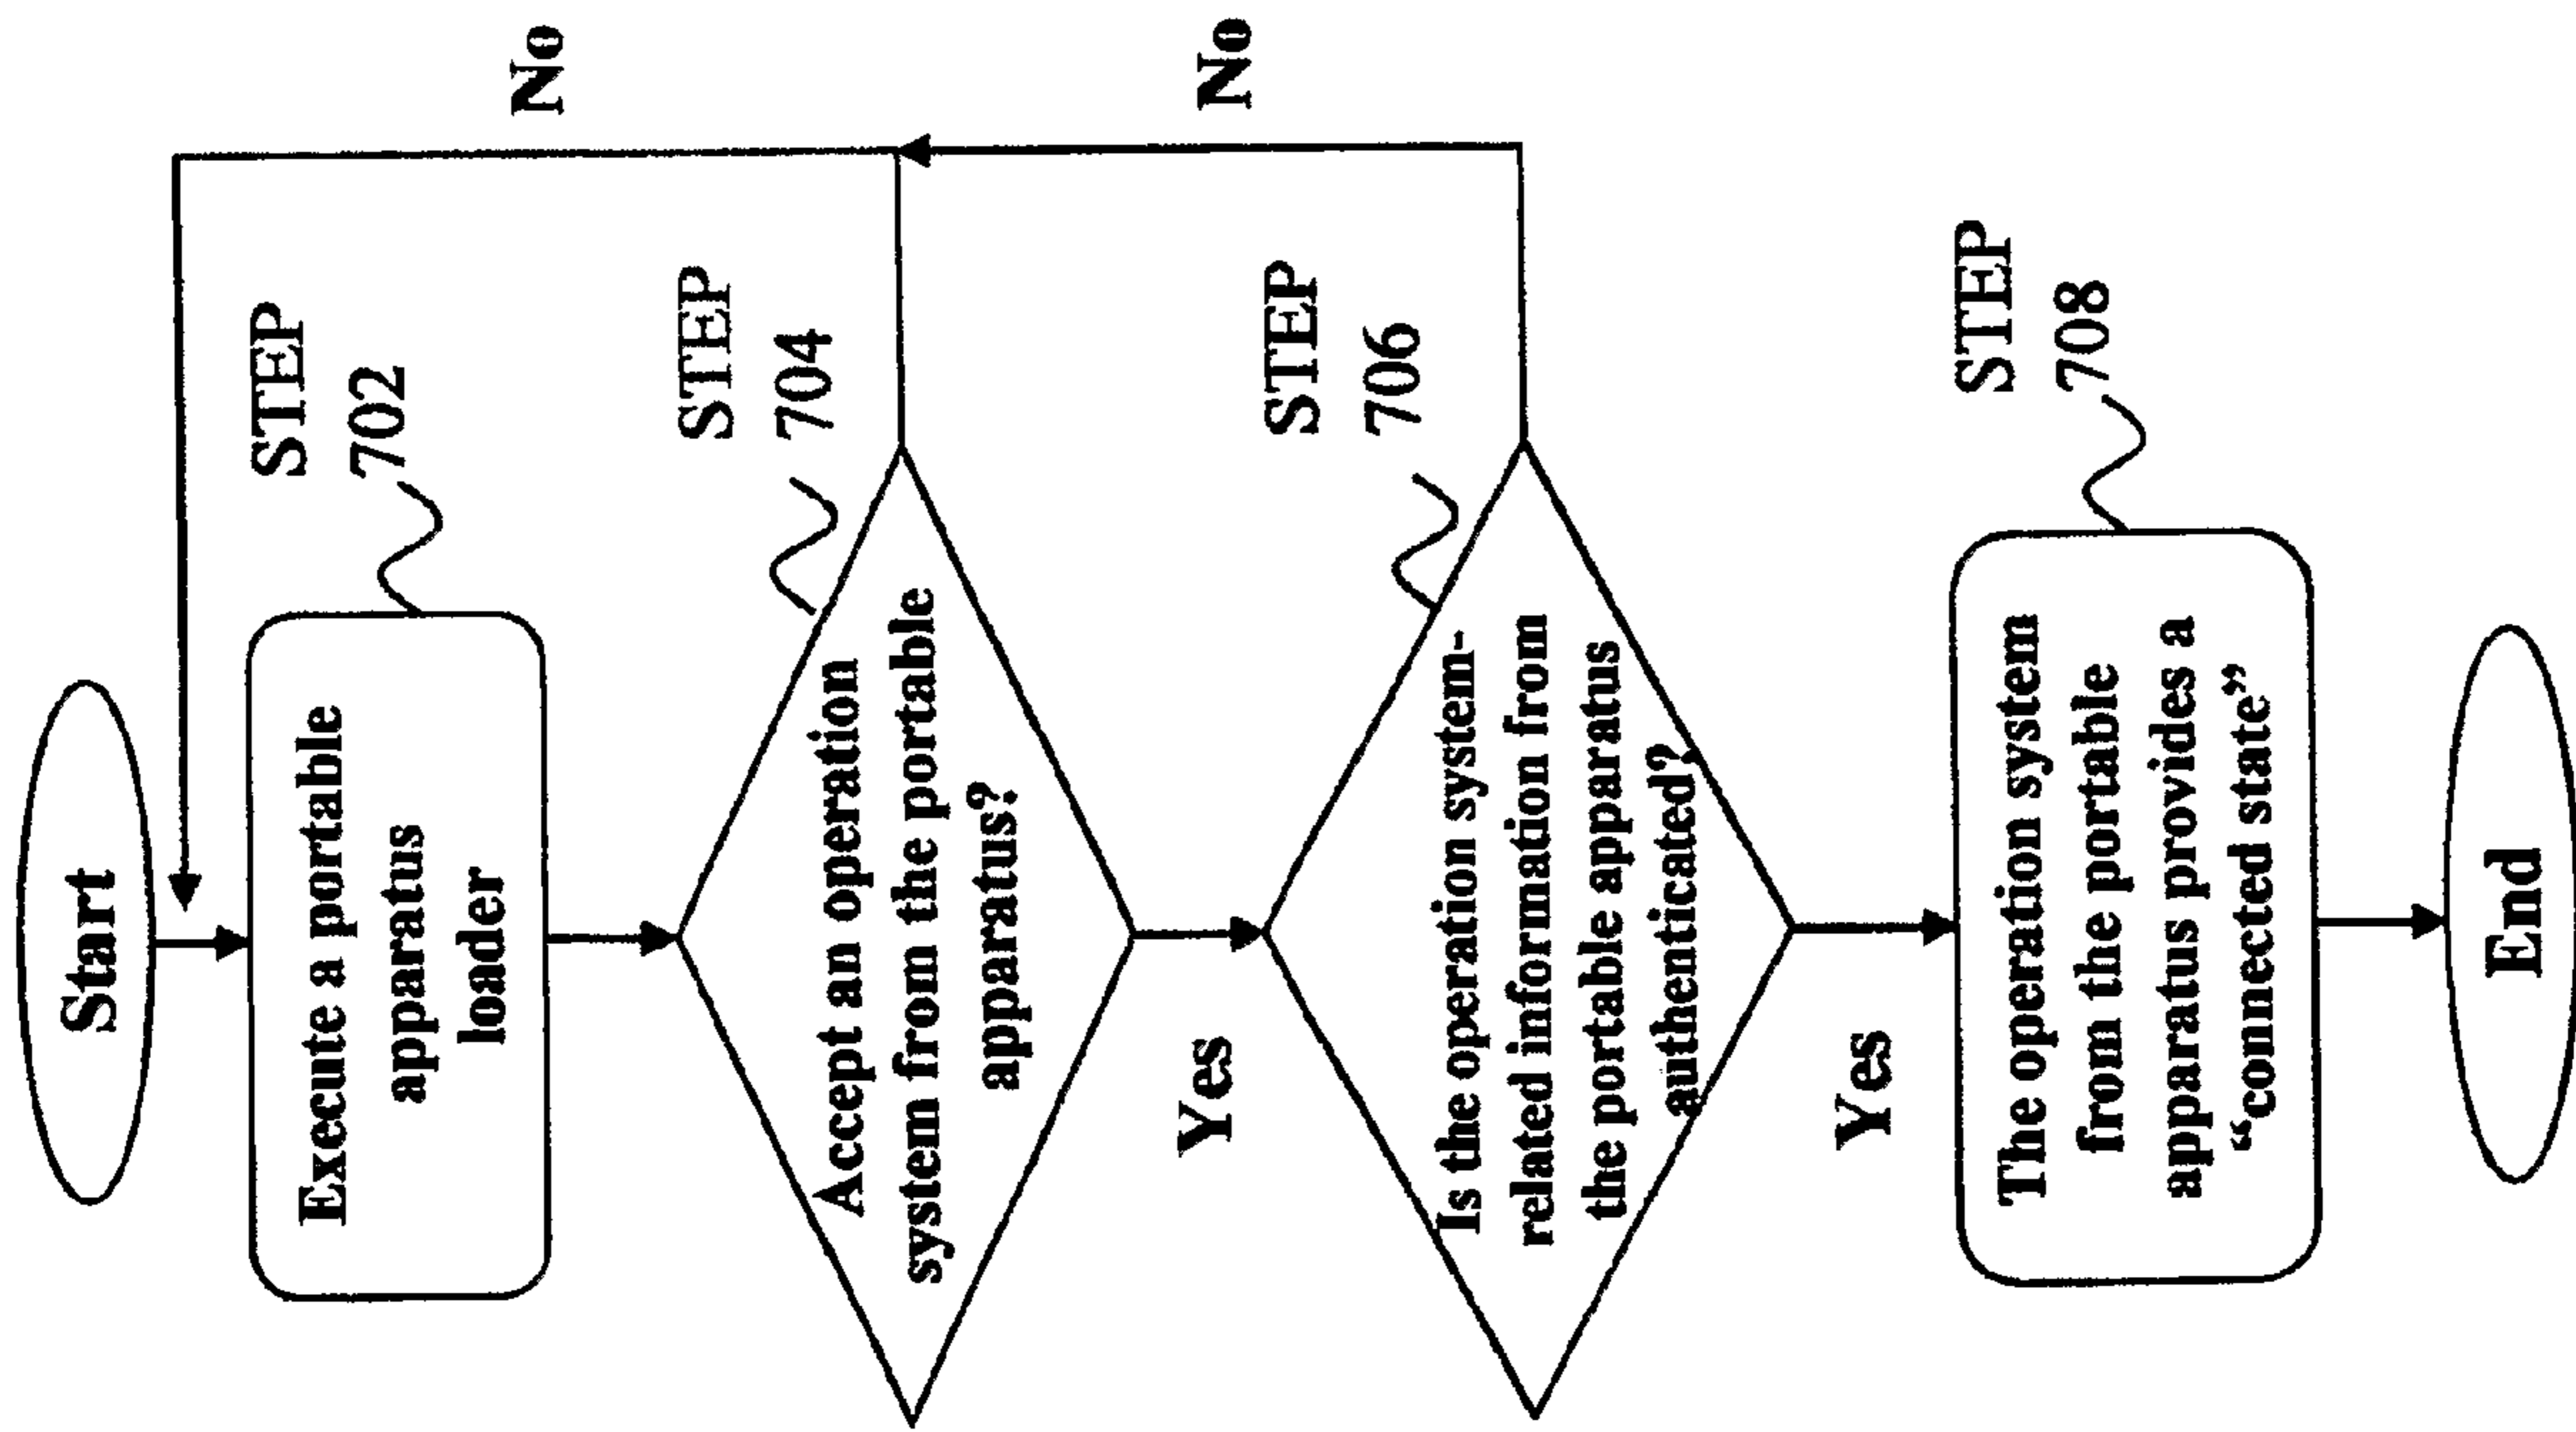 Start
STEP
702
Execute a portable
apparatus
loader
No
STEP
704
Accept an operation
system from the portable
apparatus?
Yes
No
STEP
706
Is the operation system-
related information from
the portable apparatus
authenticated?
Yes
STEP
708
The operation system
from the portable
apparatus provides a
“connected state”
End